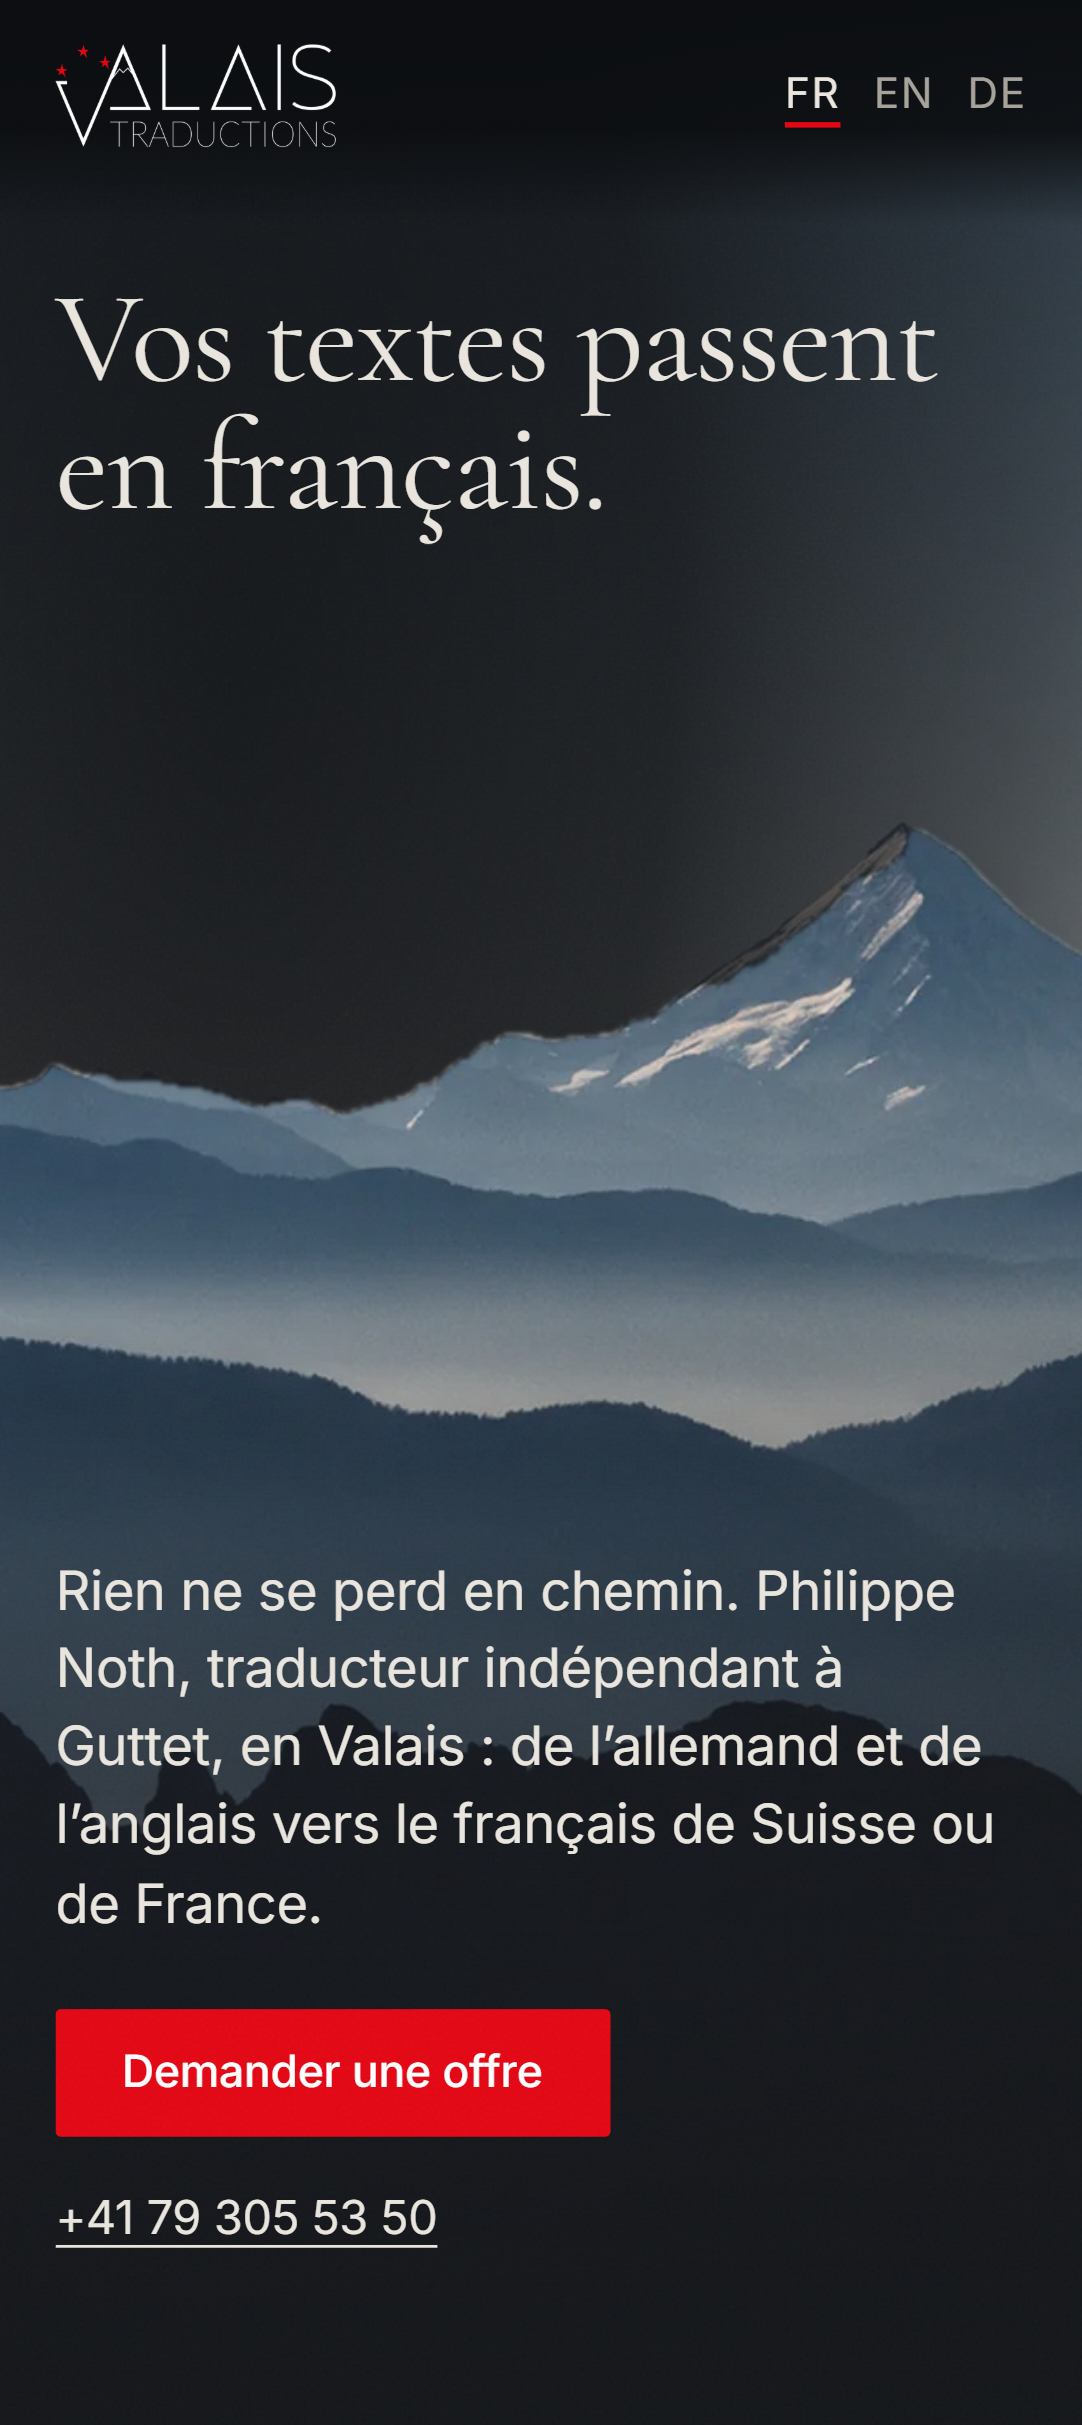 VALAIS
TRADUCTIONS
FR EN DE
Vos textes passent
en français.
Rien ne se perd en chemin. Philippe
Noth, traducteur indépendant à
Guttet, en Valais : de l’allemand et de
l’anglais vers le français de Suisse ou
de France.
Demander une offre
+41 79 305 53 50